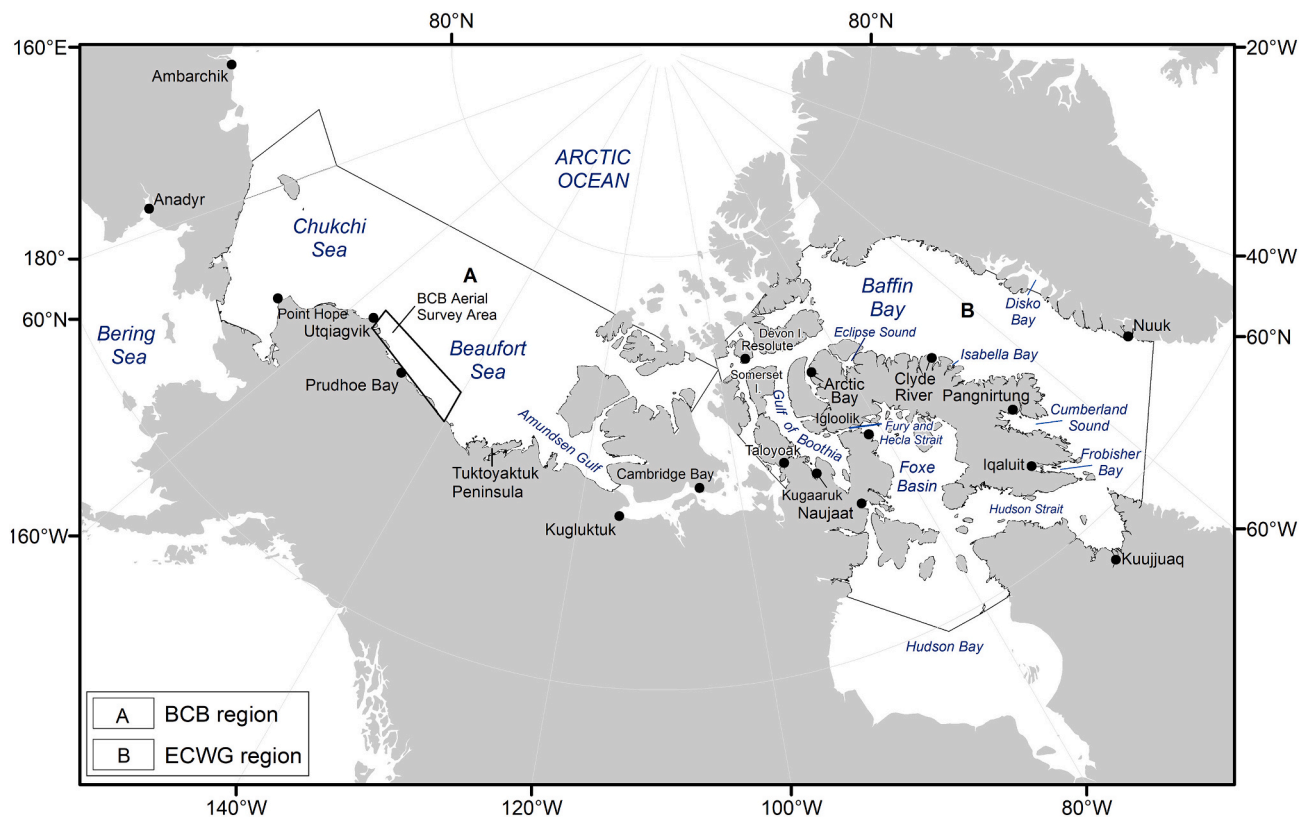 80°N
80°N
160°E
20°W
Ambarchik
ARCTIC
OCEAN
Anadyr
Chukchi
Sea
180°
40°W
Baffin
Bay
A
B
BCB Aerial
Survey Area
Disko
Bay
Point Hope
Utqiagvik
60°N
60°N
Nuuk
Bering
Sea
Devon I.
Resolute
Eclipse Sound
Beaufort
Sea
Isabella Bay
Prudhoe Bay
Somerset
I.
Arctic
Bay
Clyde
River
Pangnirtung
Gulf of Boothia
Igloolik
Fury and
Hecla Strait
Cumberland
Sound
Amundsen Gulf
Taloyoak
Foxe
Basin
Iqaluit
Frobisher
Bay
Tuktoyaktuk
Peninsula
Cambridge Bay
Kugaaruk
Naujaat
Hudson Strait
Kugluktuk
160°W
60°W
Kuujjuaq
Hudson Bay
A BCB region
B ECWG region
140°W
120°W
100°W
80°W